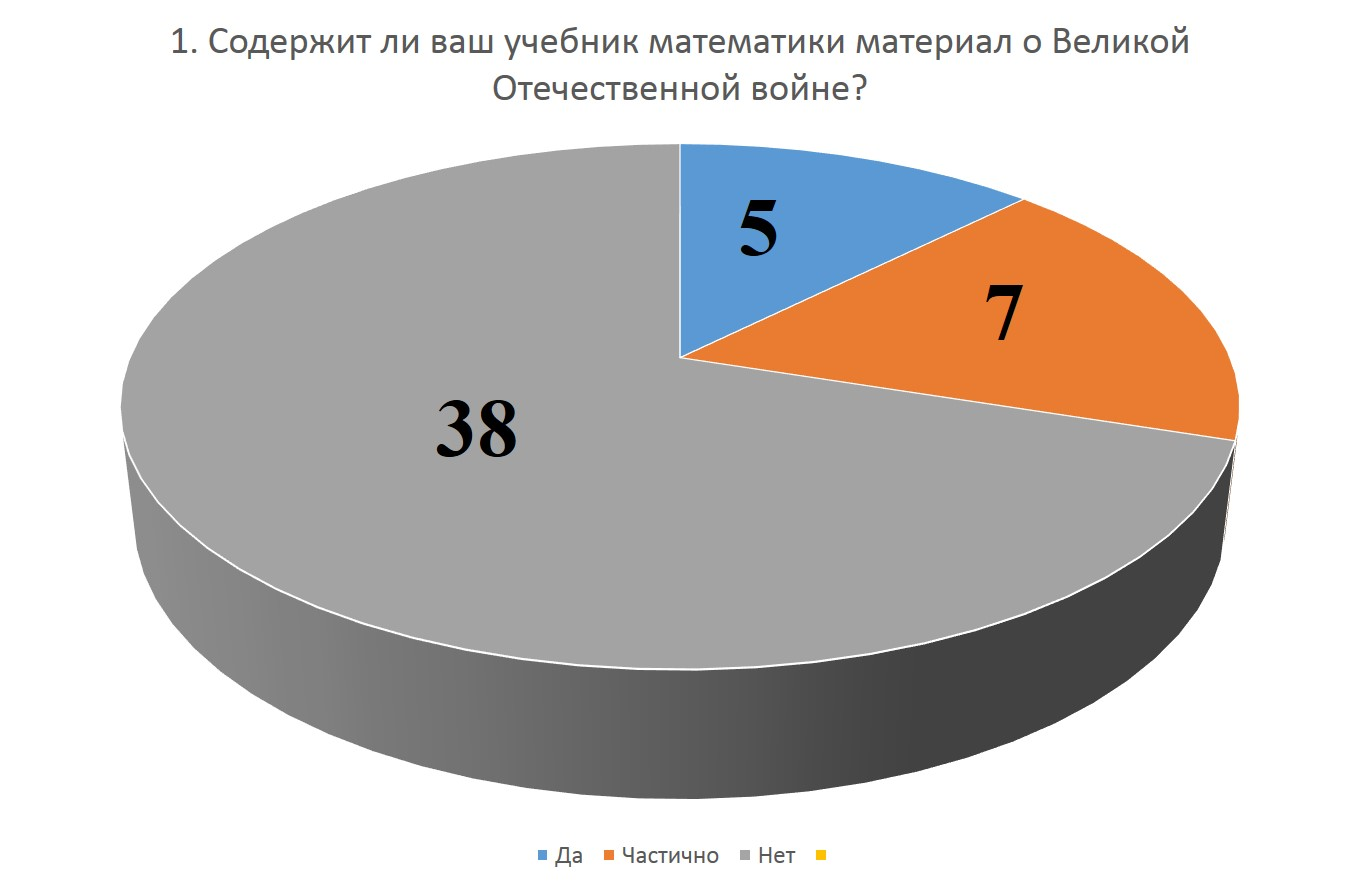 1. Содержит ли ваш учебник математики материал о Великой
Отечественной войне?
5
7
38
Да Частично Нет